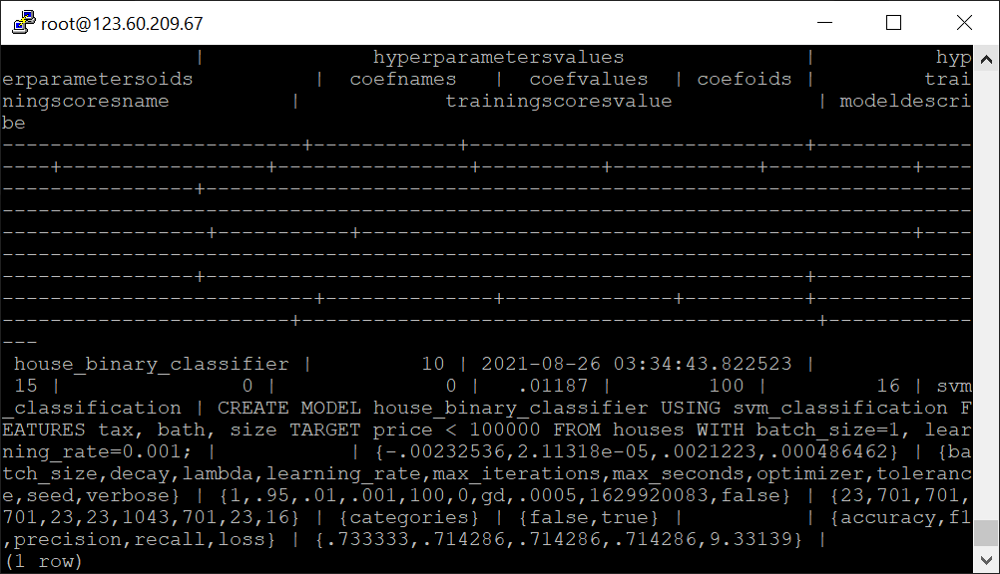 root@123.60.209.67
                 |              hyperparametersvalues               |          hyp
erparametersoids          |  coefnames   |  coefvalues  | coefoids |         trai
ningscoresname          |            trainingscoresvalue            | modeldescri
be
--------------------------+------------+----------------------------+-------------
----+-----------------+----------------+----------+------------+------------+----
----------------+----------------------------------------------------------------
---------------------------------------------------------------------------------
-----------------+-----------+----------------------------------------------+----
---------------------------------------------------------------------------------
----------------+--------------------------------------------------+-------------
--------------------------+--------------+--------------+----------+-------------
------------------------+-------------------------------------------+------------
---
 house_binary_classifier |         10 | 2021-08-26 03:34:43.822523 |
 15 |               0 |              0 |   .01187 |        100 |         16 | svm
_classification | CREATE MODEL house_binary_classifier USING svm_classification F
EATURES tax, bath, size TARGET price < 100000 FROM houses WITH batch_size=1, lear
ning_rate=0.001; |           | {-.00232536,2.11318e-05,.0021223,.000486462} | {ba
tch_size,decay,lambda,learning_rate,max_iterations,max_seconds,optimizer,toleranc
e,seed,verbose} | {1,.95,.01,.001,100,0,gd,.0005,1629920083,false} | {23,701,701,
701,23,23,1043,701,23,16} | {categories} | {false,true} |          | {accuracy,f1
,precision,recall,loss} | {.733333,.714286,.714286,.714286,9.33139} |
(1 row)